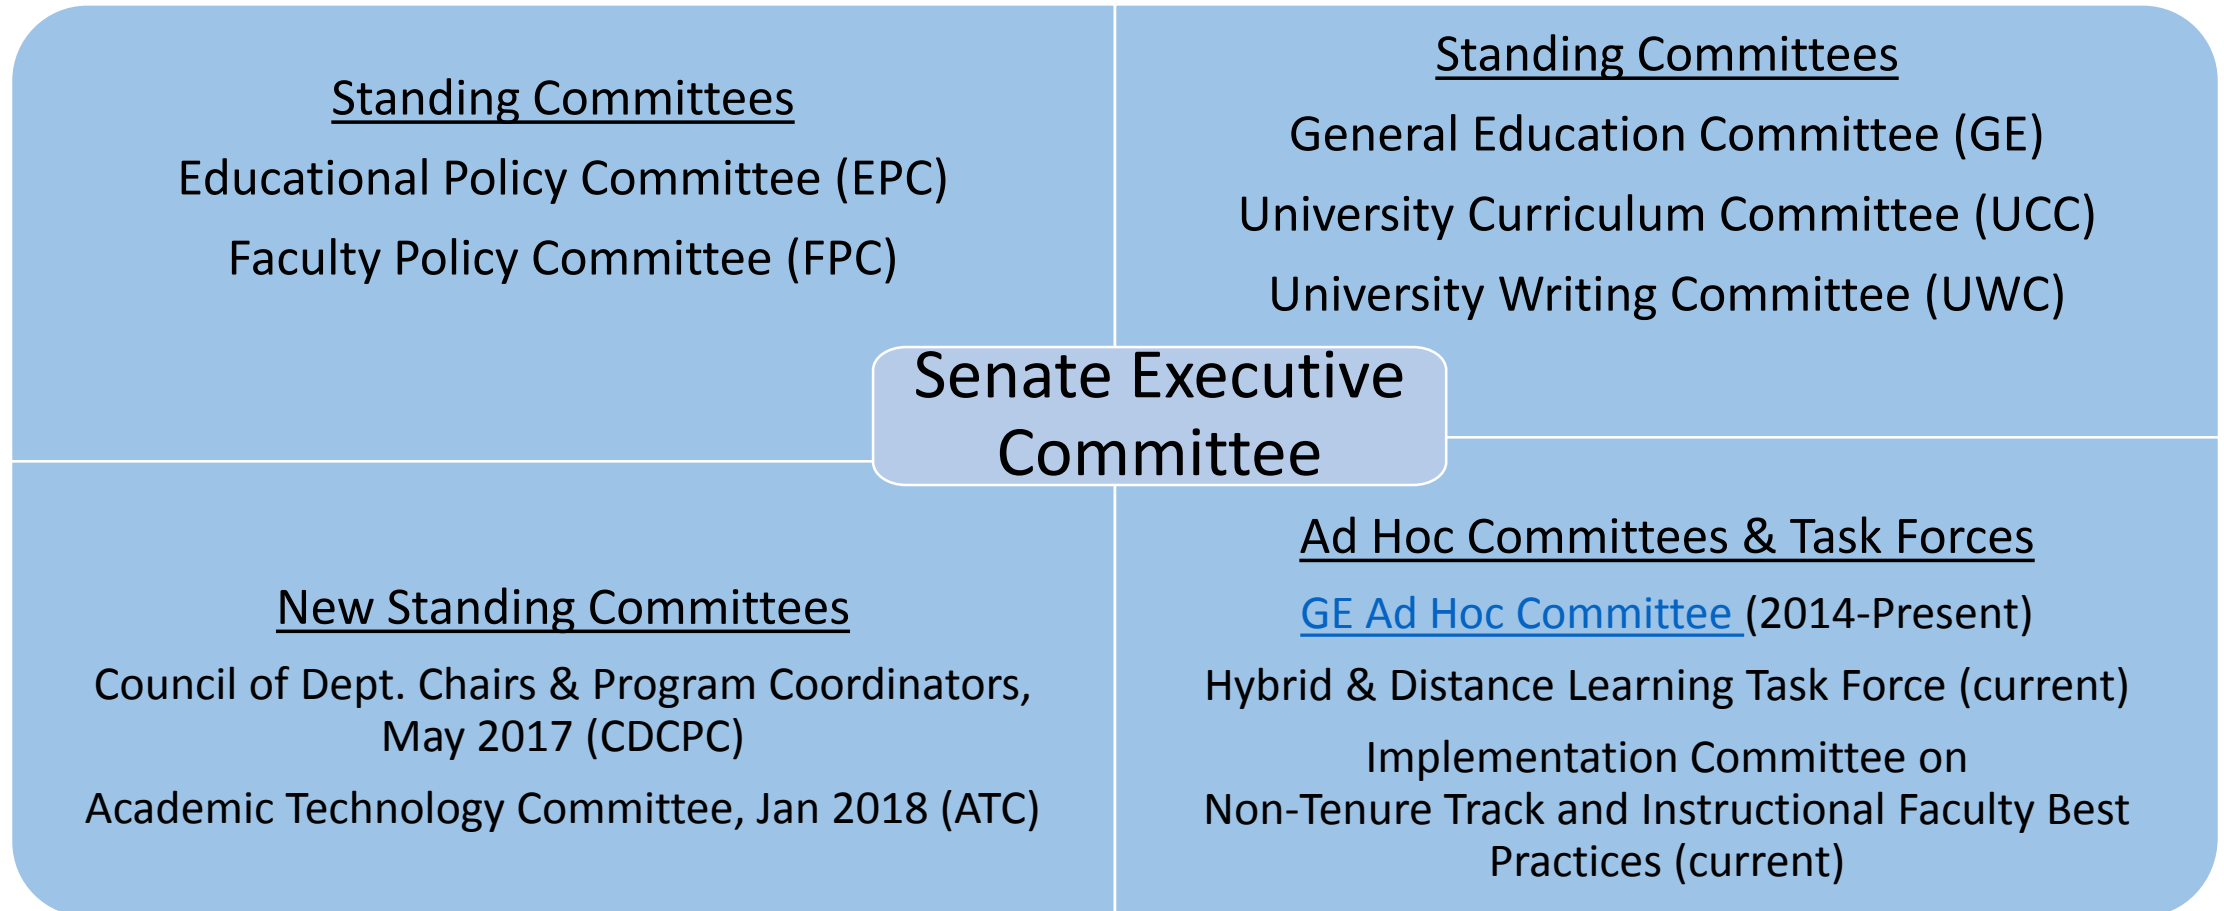 Standing Committees
Educational Policy Committee (EPC)
Faculty Policy Committee (FPC)
Standing Committees
General Education Committee (GE)
University Curriculum Committee (UCC)
University Writing Committee (UWC)
Senate Executive
Committee
New Standing Committees
Council of Dept. Chairs & Program Coordinators,
May 2017 (CDCPC)
Academic Technology Committee, Jan 2018 (ATC)
Ad Hoc Committees & Task Forces
GE Ad Hoc Committee (2014-Present)
Hybrid & Distance Learning Task Force (current)
Implementation Committee on
Non-Tenure Track and Instructional Faculty Best
Practices (current)